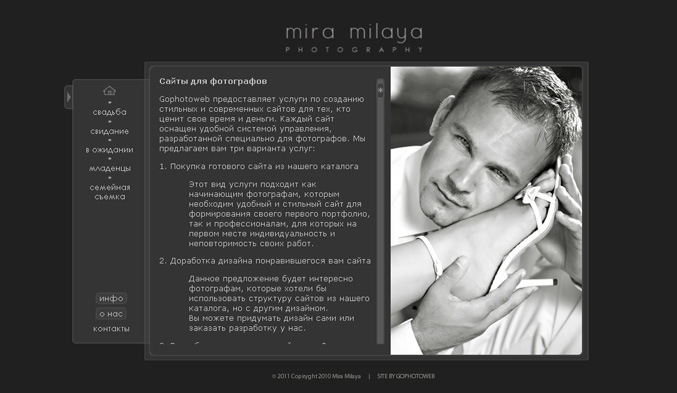 mira milaya
PHOTOGRAPHY
свадьба
свидание
в ожидании
младенцы
семейная
съемка
инфо
о нас
контакты
Сайты для фотографов
Gophotoweb предоставляет услуги по созданию
стильных и современных сайтов для тех, кто
ценит свое время и деньги. Каждый сайт
оснащен удобной системой управления,
разработанной специально для фотографов. Мы
предлагаем вам три варианта услуг:
1. Покупка готового сайта из нашего каталога
Этот вид услуги подходит как
начинающим фотографам, которым
необходим удобный и стильный сайт для
формирования своего первого портфолио,
так и профессионалам, для которых на
первом месте индивидуальность и
неповторимость своих работ.
2. Доработка дизайна понравившегося вам сайта
Данное предложение будет интересно
фотографам, которые хотели бы
использовать структуру сайтов из нашего
каталога, но с другим дизайном.
Вы можете придумать дизайн сами или
заказать разработку у нас.
© 2011 Copyright 2010 Mira Milaya | SITE BY GOPHOTOWEB